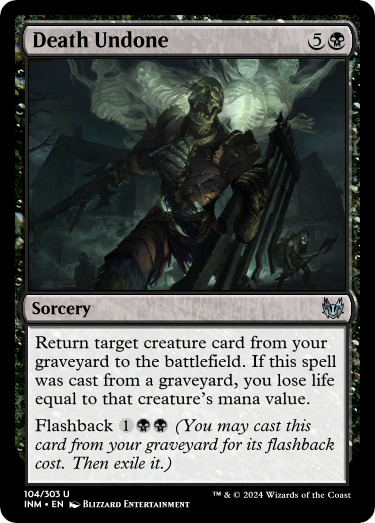 Death Undone 5
Sorcery
Return target creature card from your
graveyard to the battlefield. If this spell
was cast from a graveyard, you lose life
equal to that creature's mana value.
Flashback 1 (You may cast this
card from your graveyard for its flashback
cost. Then exile it.)
104/303 U
INM • EN Blizzard Entertainment
™ & © 2024 Wizards of the Coast